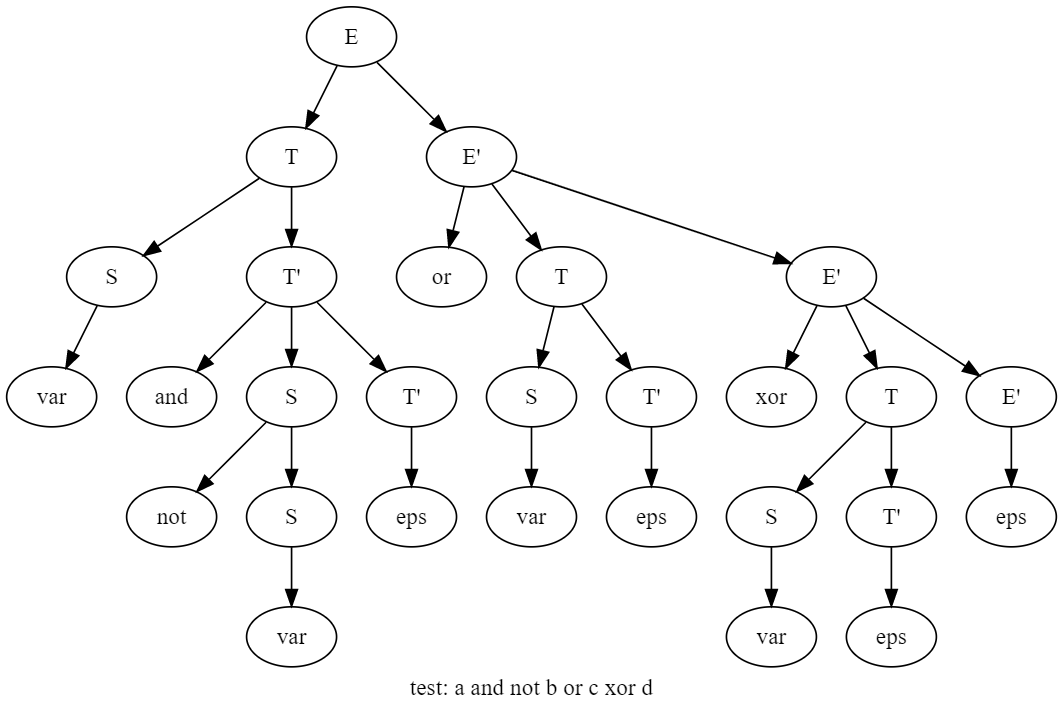 E
T E'
S T' or T E'
var and S T' S T' xor T E'
not S eps var eps S T' eps
var var eps
test: a and not b or c xor d